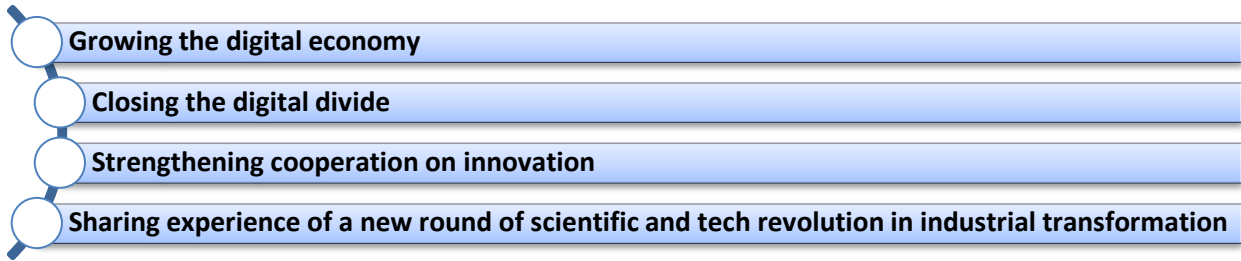 Growing the digital economy
Closing the digital divide
Strengthening cooperation on innovation
Sharing experience of a new round of scientific and tech revolution in industrial transformation